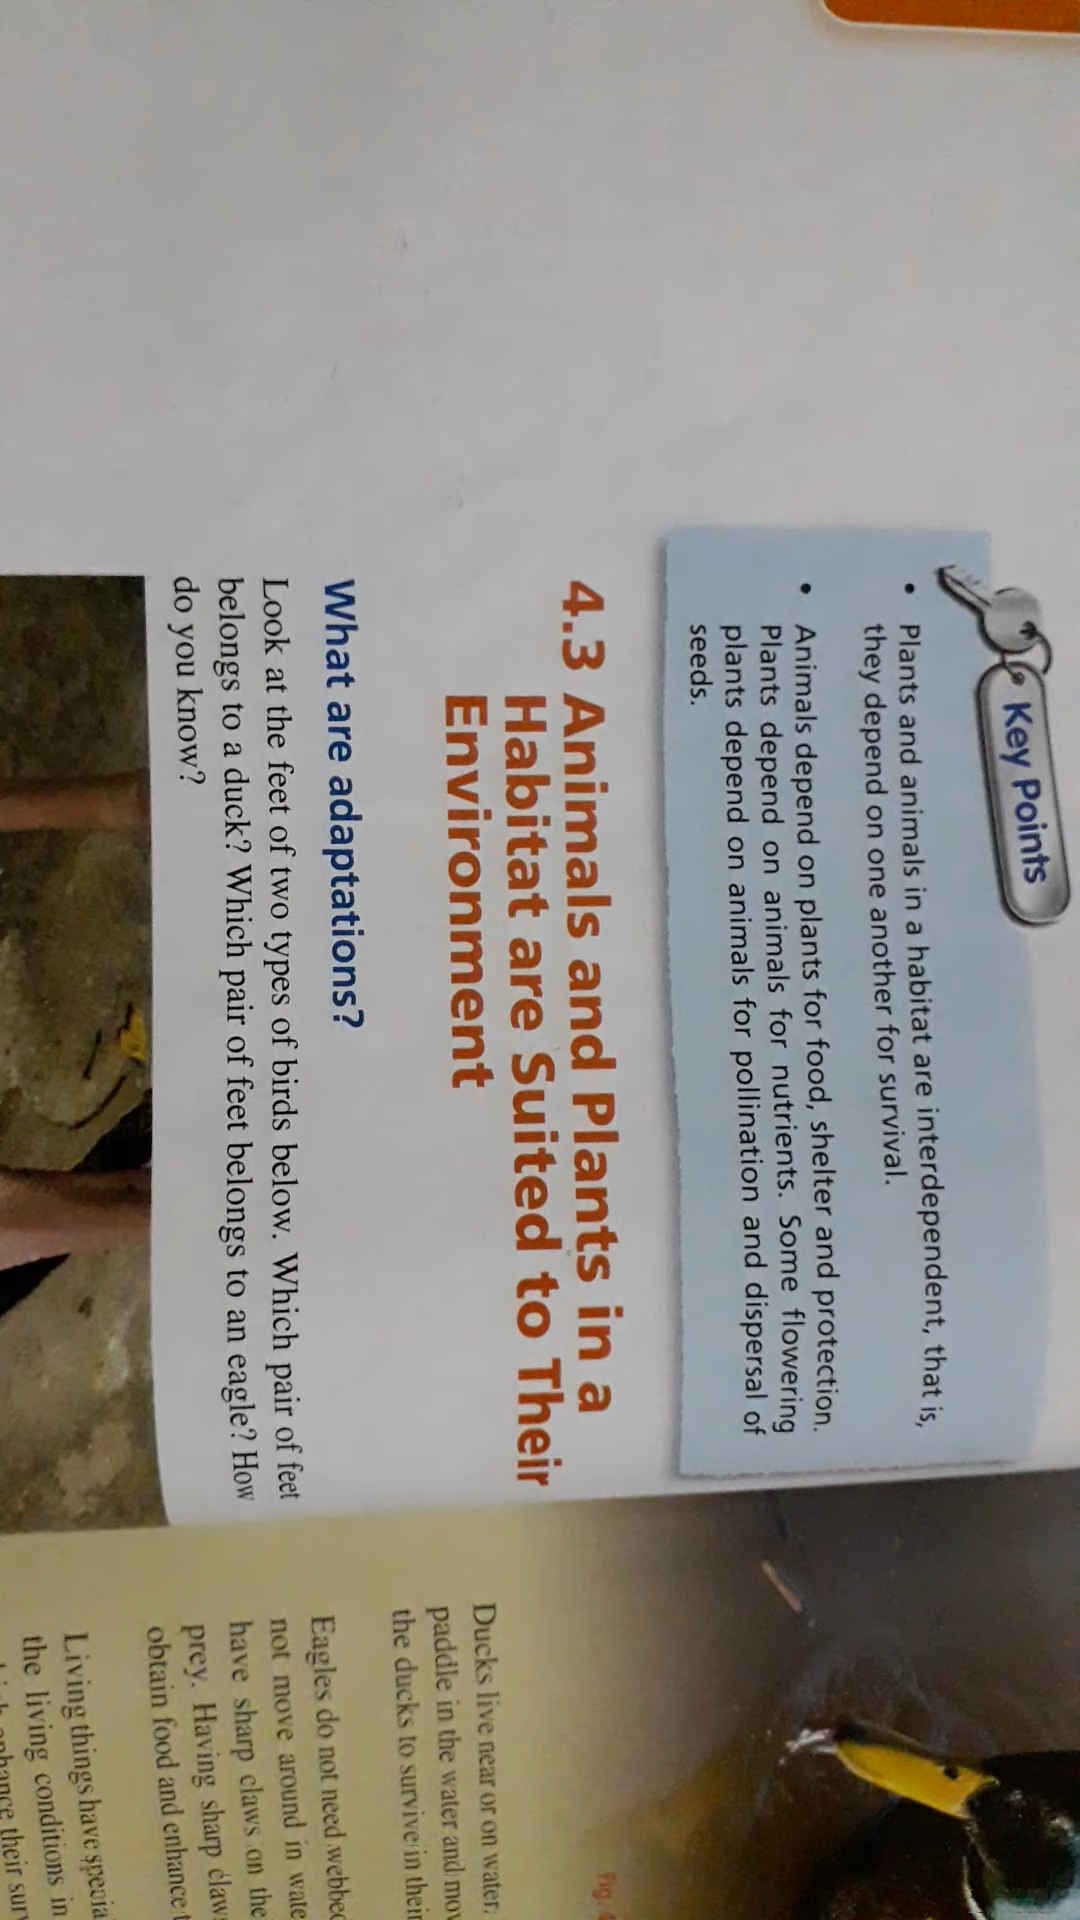 Key Points
• Plants and animals in a habitat are interdependent, that is,
they depend on one another for survival.
• Animals depend on plants for food, shelter and protection.
Plants depend on animals for nutrients. Some flowering
plants depend on animals for pollination and dispersal of
seeds.
4.3 Animals and Plants in a
Habitat are Suited to Their
Environment
What are adaptations?
Look at the feet of two types of birds below. Which pair of feet
belongs to a duck? Which pair of feet belongs to an eagle? How
do you know?
Fig.
Ducks live near or on water.
paddle in the water and mov
the ducks to survive in their
Eagles do not need webbed
not move around in wate
have sharp claws on the
prey. Having sharp claws
obtain food and enhance t
Living things have specia
the living conditions in
their sur